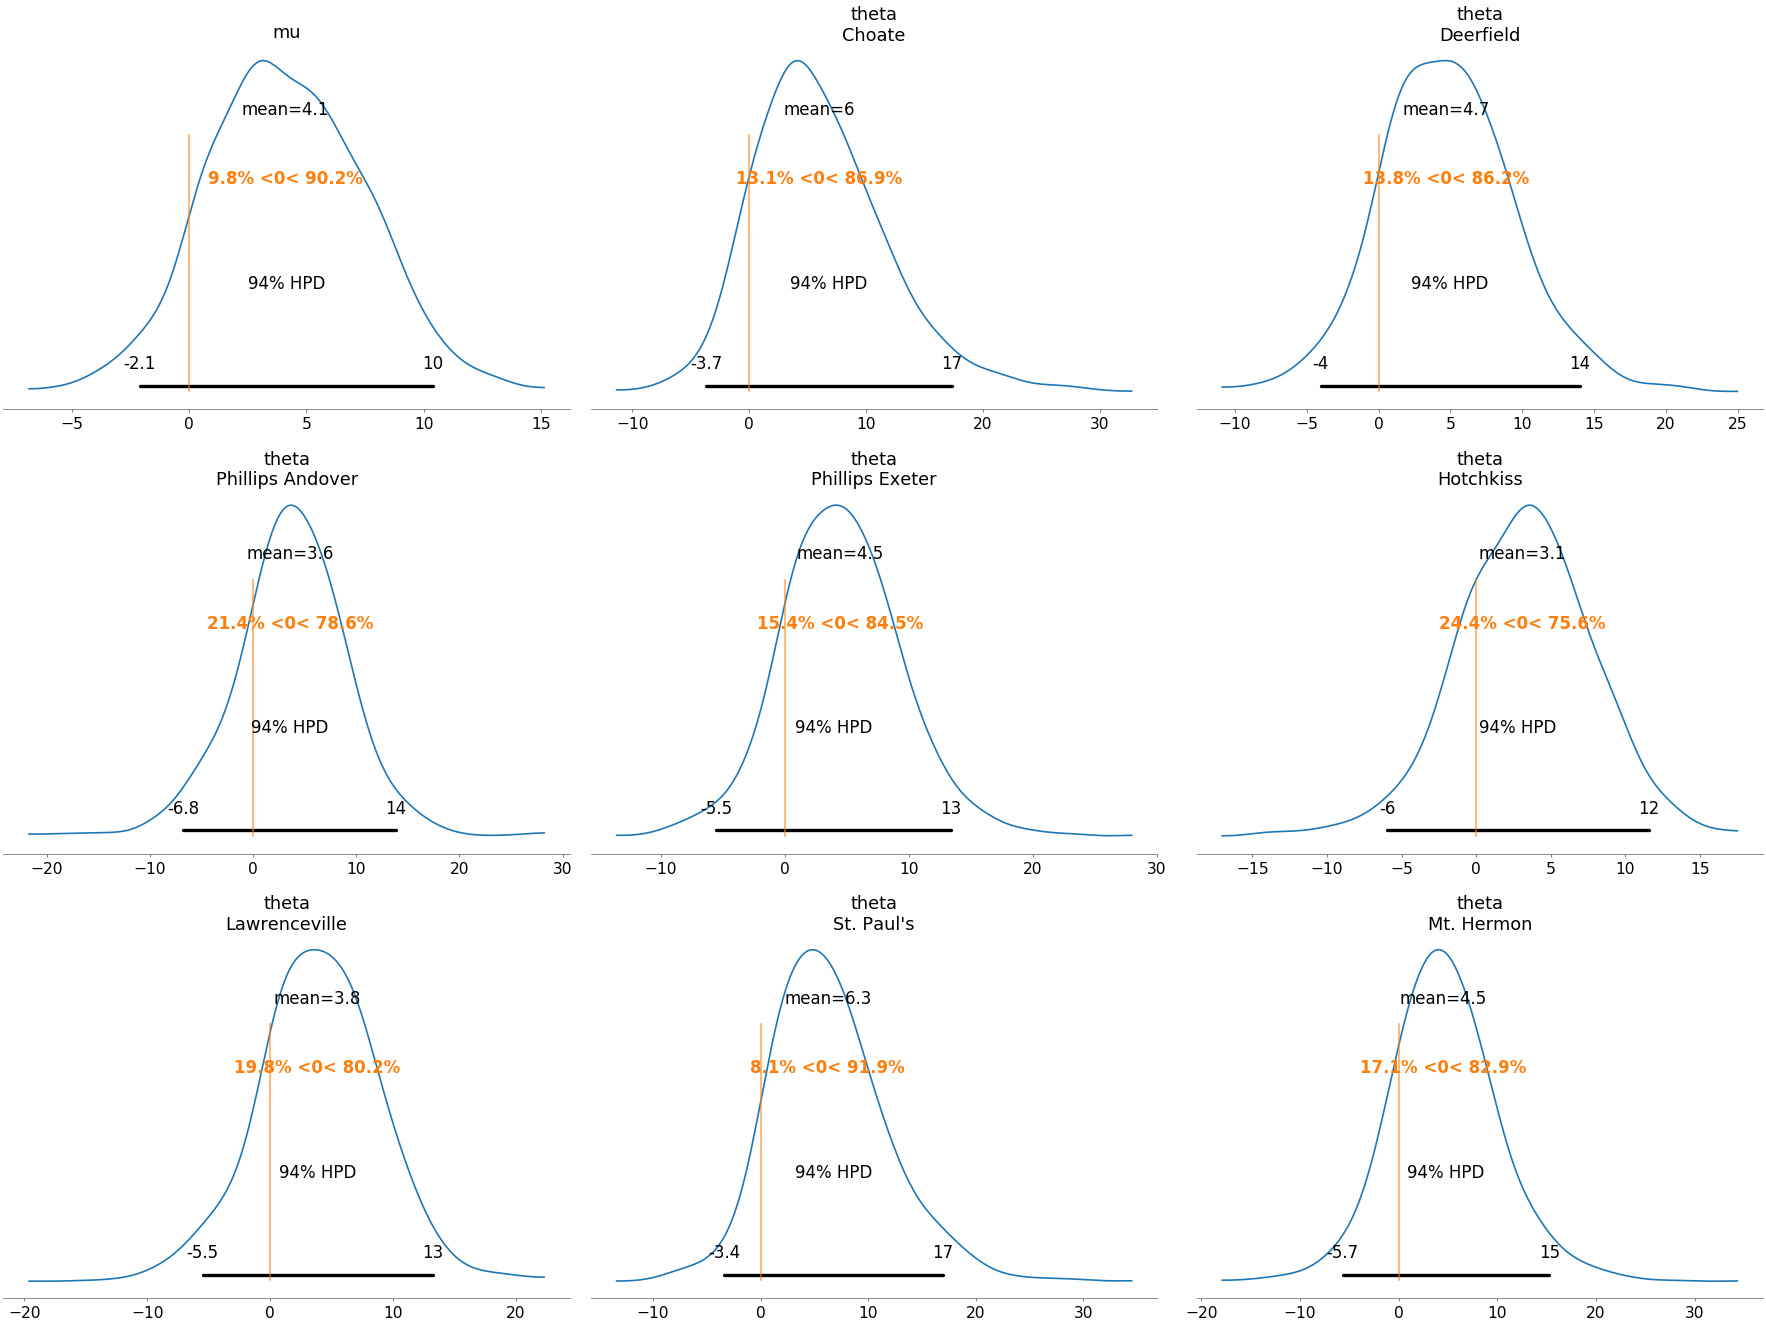 mu
mean=4.1
9.8% <0< 90.2%
94% HPD
-2.1 10
−5 0 5 10 15
theta
Choate
mean=6
13.1% <0< 86.9%
94% HPD
-3.7 17
−10 0 10 20 30
theta
Deerfield
mean=4.7
13.8% <0< 86.2%
94% HPD
-4 14
−10 −5 0 5 10 15 20 25
theta
Phillips Andover
mean=3.6
21.4% <0< 78.6%
94% HPD
-6.8 14
−20 −10 0 10 20 30
theta
Phillips Exeter
mean=4.5
15.4% <0< 84.5%
94% HPD
-5.5 13
−10 0 10 20 30
theta
Hotchkiss
mean=3.1
24.4% <0< 75.6%
94% HPD
-6 12
−15 −10 −5 0 5 10 15
theta
Lawrenceville
mean=3.8
19.8% <0< 80.2%
94% HPD
-5.5 13
−20 −10 0 10 20
theta
St. Paul's
mean=6.3
8.1% <0< 91.9%
94% HPD
-3.4 17
−10 0 10 20 30
theta
Mt. Hermon
mean=4.5
17.1% <0< 82.9%
94% HPD
-5.7 15
−20 −10 0 10 20 30